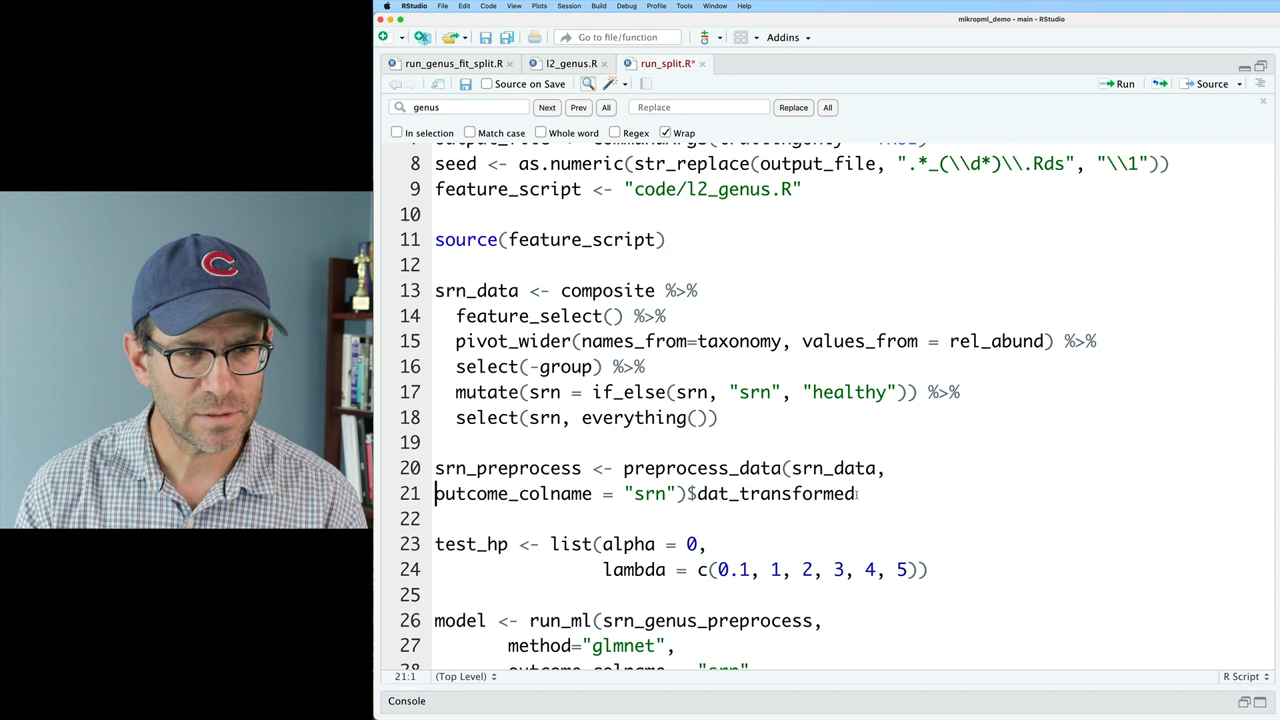 RStudio File Edit Code View Plots Session Build Debug Profile Tools Window Help
mikropml_demo - main - RStudio
Go to file/function Addins
run_genus_fit_split.R l2_genus.R run_split.R*
Source on Save Run Source
genus Next Prev All Replace Replace All
In selection Match case Whole word Regex Wrap
8 seed <- as.numeric(str_replace(output_file, ".*_(\\d*)\\.Rds", "\\1"))
9 feature_script <- "code/l2_genus.R"
10
11 source(feature_script)
12
13 srn_data <- composite %>%
14 feature_select() %>%
15 pivot_wider(names_from=taxonomy, values_from = rel_abund) %>%
16 select(-group) %>%
17 mutate(srn = if_else(srn, "srn", "healthy")) %>%
18 select(srn, everything())
19
20 srn_preprocess <- preprocess_data(srn_data,
21 outcome_colname = "srn")$dat_transformed
22
23 test_hp <- list(alpha = 0,
24 lambda = c(0.1, 1, 2, 3, 4, 5))
25
26 model <- run_ml(srn_genus_preprocess,
27 method="glmnet",
28 outcome_colname = "srn"
21:1 (Top Level) R Script
Console
C